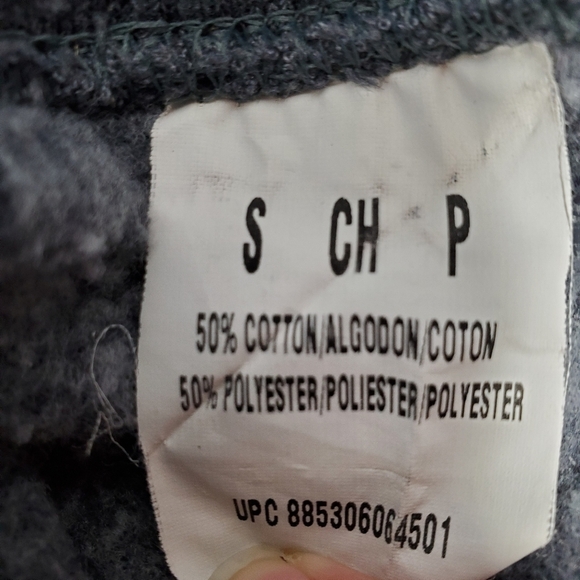 S CH P
50% COTTON/ALGODON/COTON
50% POLYESTER/POLIESTER/POLYESTER
UPC 885306064501